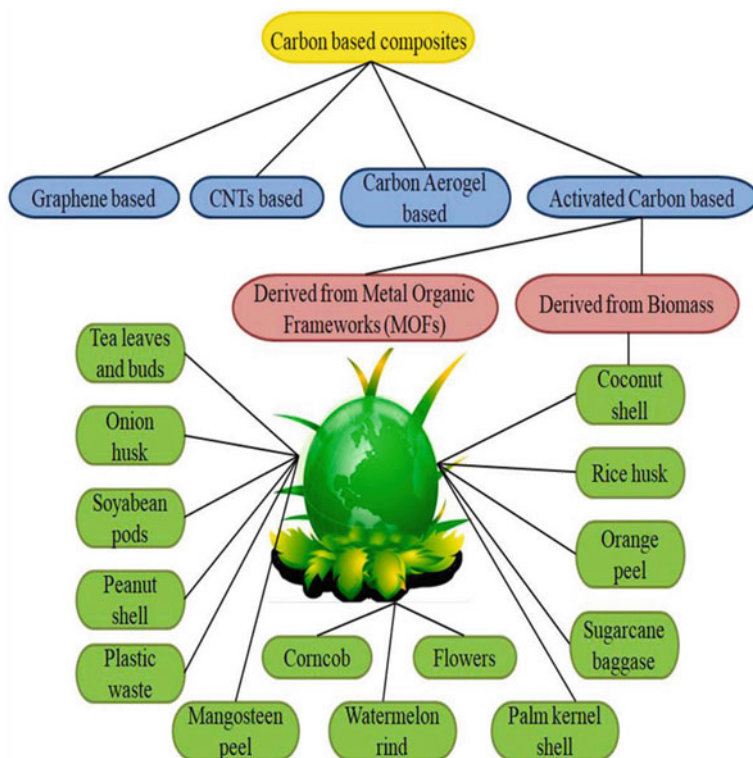 Carbon based composites
Graphene based
CNTs based
Carbon Aerogel
based
Activated Carbon based
Derived from Metal Organic
Frameworks (MOFs)
Derived from Biomass
Tea leaves
and buds
Onion
husk
Soyabean
pods
Peanut
shell
Plastic
waste
Mangosteen
peel
Corncob
Watermelon
rind
Flowers
Coconut
shell
Rice husk
Orange
peel
Sugarcane
baggase
Palm kernel
shell